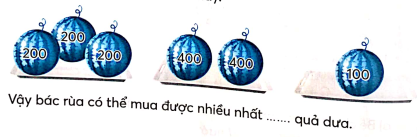 200
200 200
400 400
100
Vậy bác rùa có thể mua được nhiều nhất ....... quả dưa.